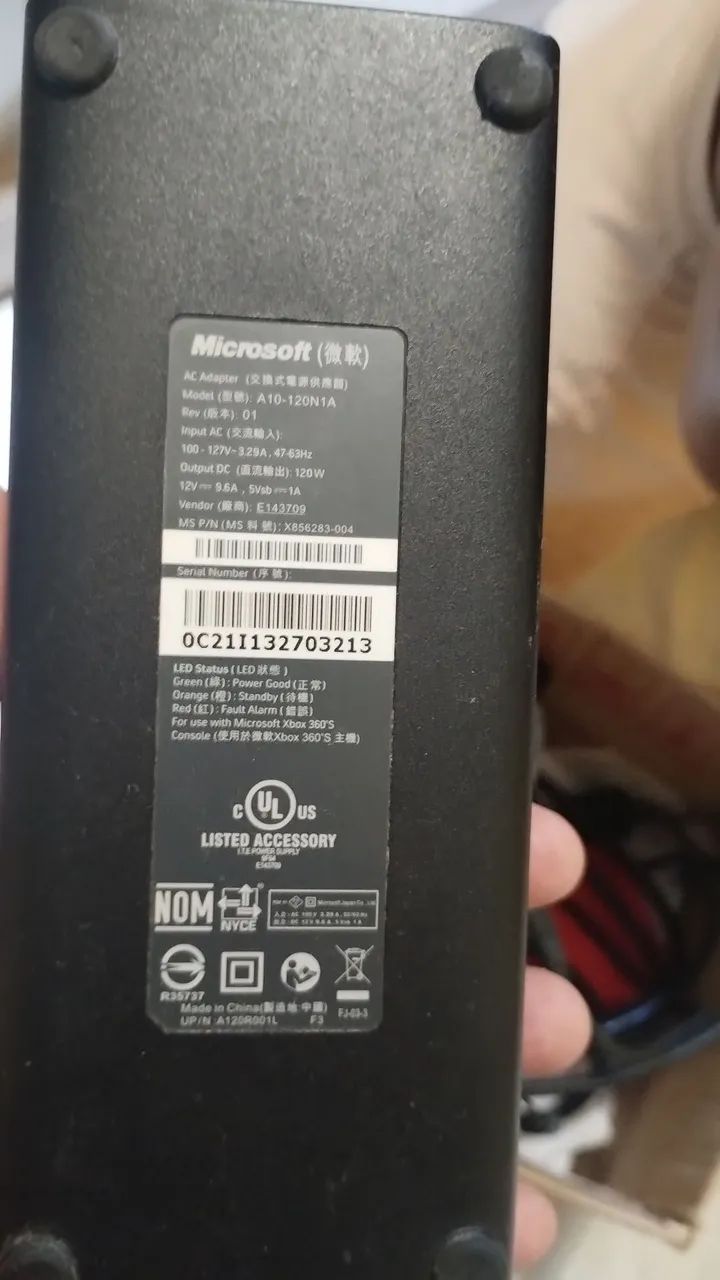 Microsoft (微軟)
AC Adapter (交換式電源供應器)
Model (型號): A10-120N1A
Rev (版本): 01
Input AC (交流輸入):
100 - 127V~3.29A, 47-63Hz
Output DC (直流輸出): 120W
12V⎓ 9.6A, 5Vsb⎓1A
Vendor (廠商): E143709
MS P/N (MS 料號): X856283-004
Serial Number (序號):
0C21I132703213
LED Status (LED 狀態)
Green (綠): Power Good (正常)
Orange (橙): Standby (待機)
Red (紅): Fault Alarm (錯誤)
For use with Microsoft Xbox 360®S
Console (使用於微軟Xbox 360®S 主機)
C UL US
LISTED ACCESSORY
I.T.E POWER SUPPLY
E143709
NOM NYCE
Microsoft Japan Co.,Ltd
R35737
Made in China(製造地:中國)
UP/N :A120R001L F3 FJ-03-3